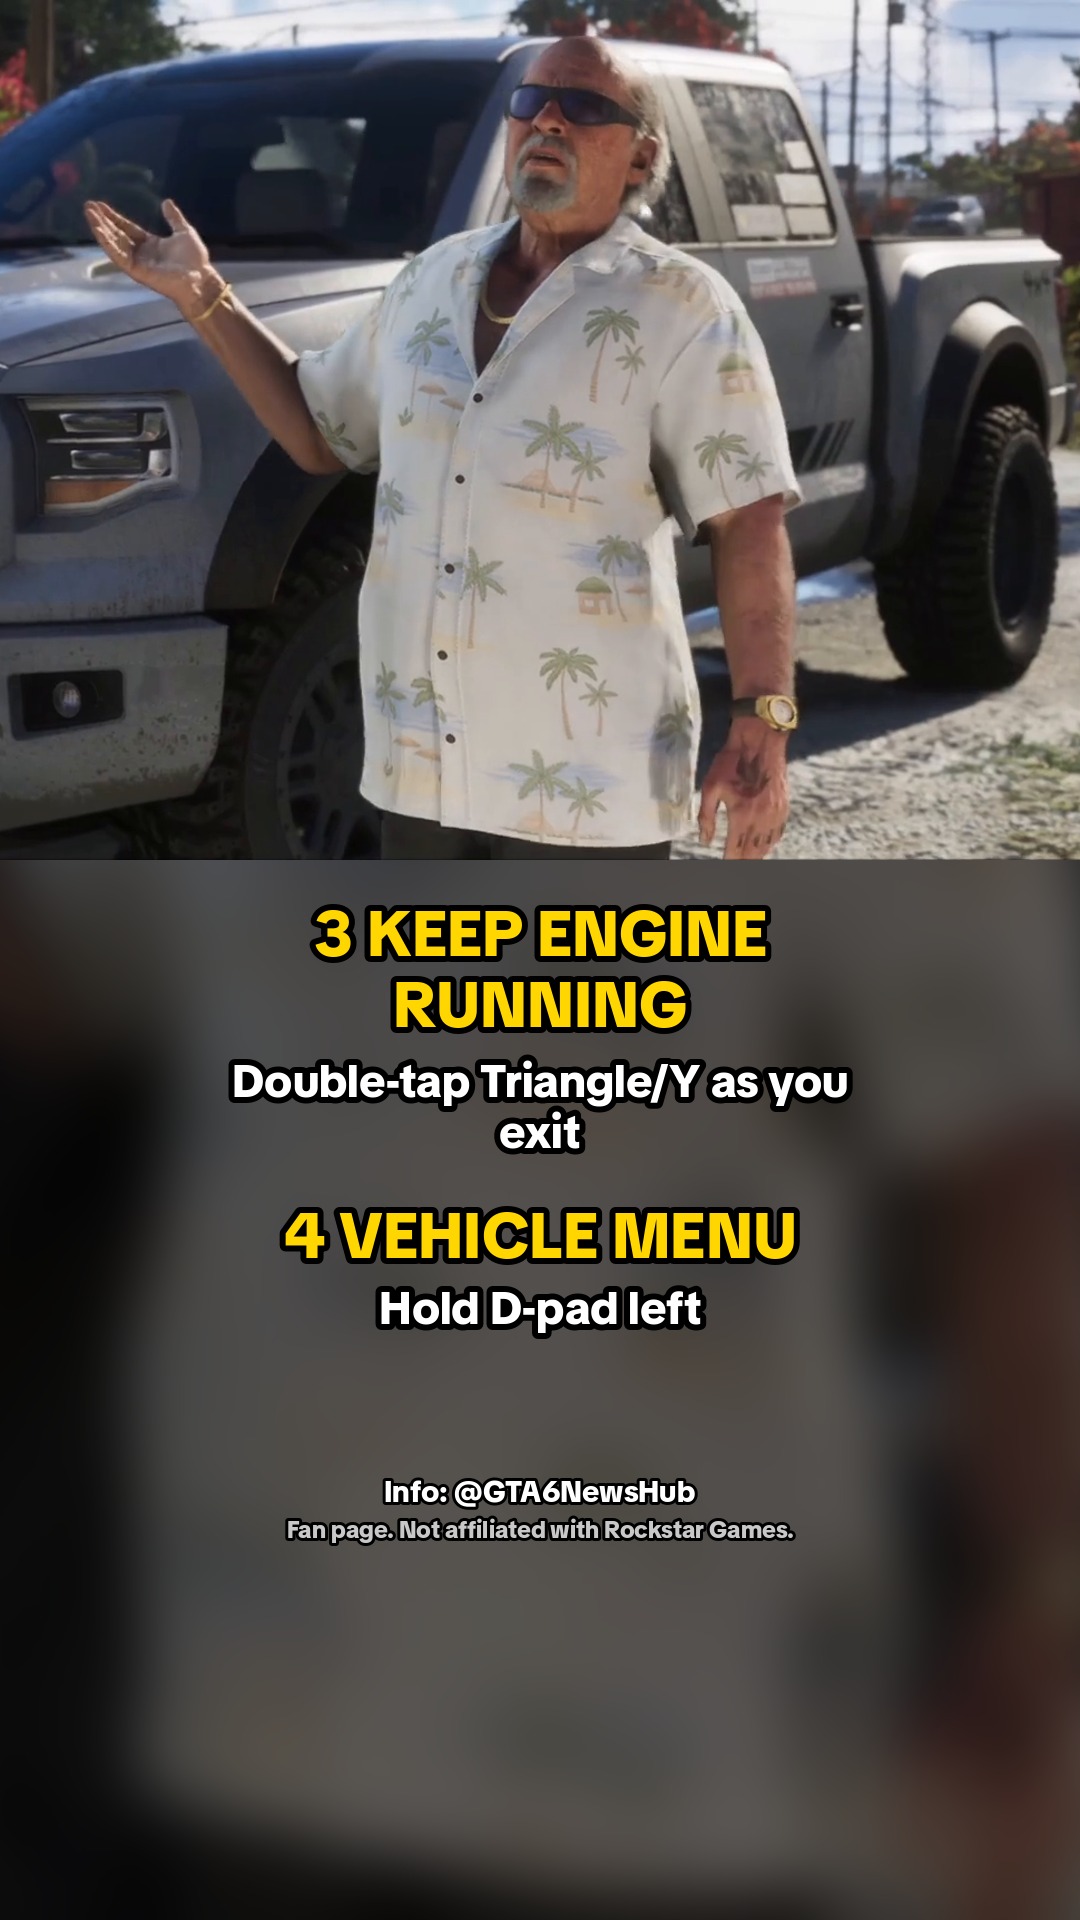 3 KEEP ENGINE
RUNNING
Double-tap Triangle/Y as you
exit
4 VEHICLE MENU
Hold D-pad left
Info: @GTA6NewsHub
Fan page. Not affiliated with Rockstar Games.